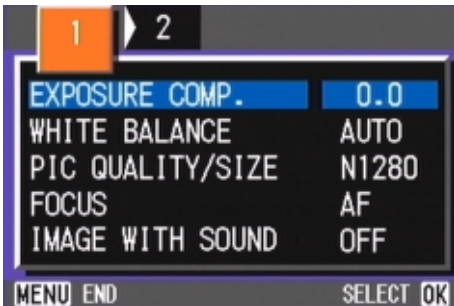 1 2
EXPOSURE COMP. 0.0
WHITE BALANCE AUTO
PIC QUALITY/SIZE N1280
FOCUS AF
IMAGE WITH SOUND OFF
MENU END SELECT OK